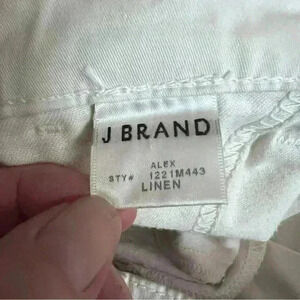 J BRAND
ALEX
STY# 1221M443
LINEN